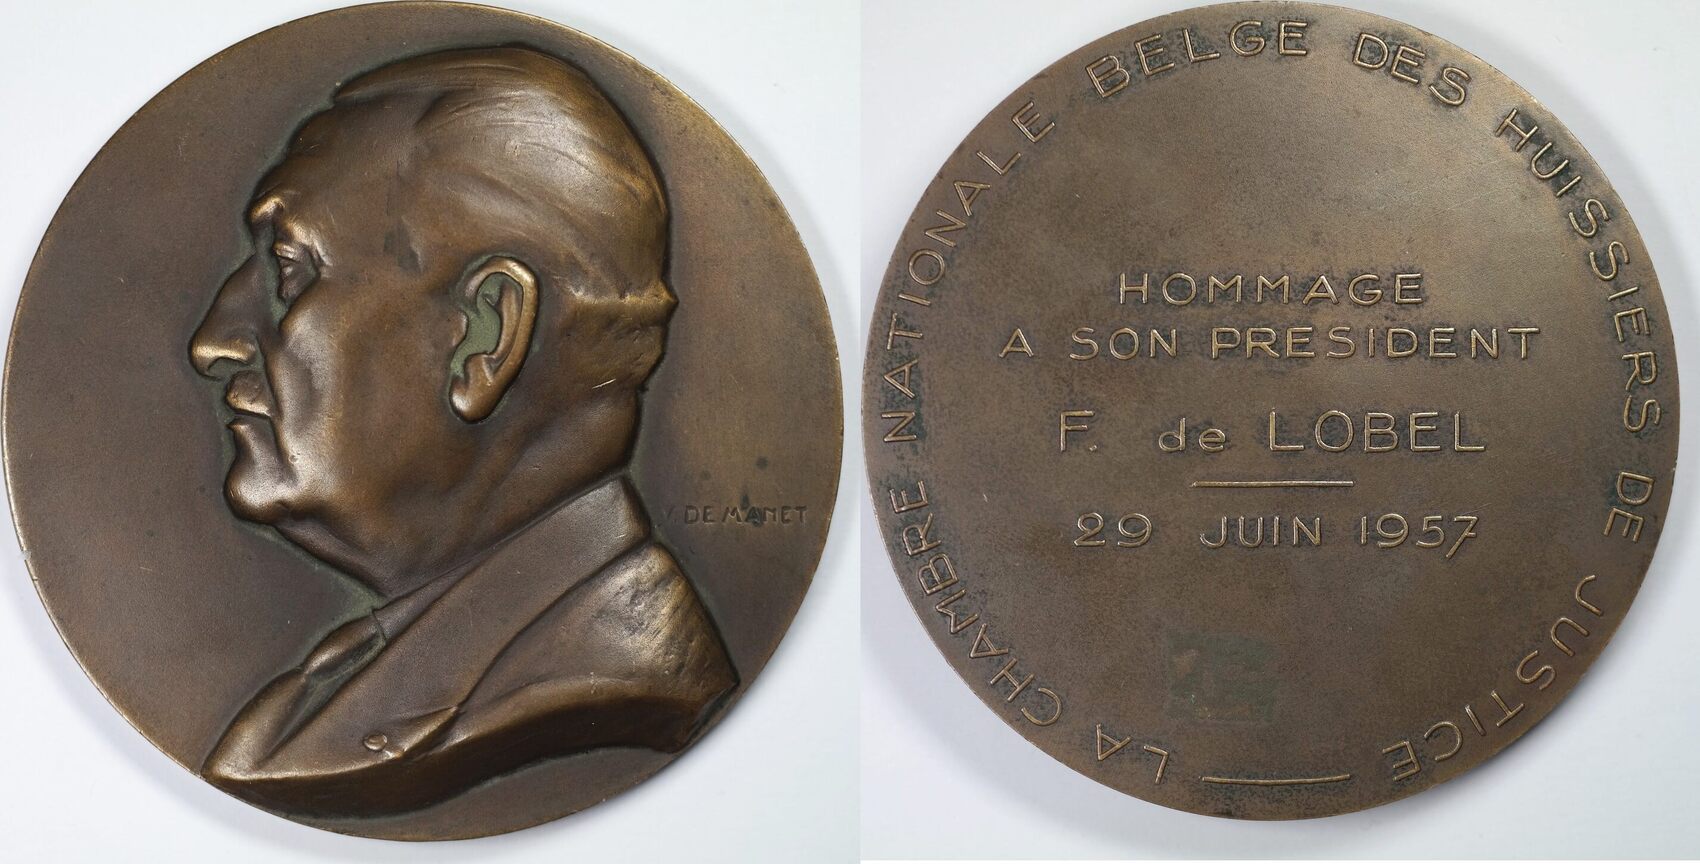 V. DEMANET
LA CHAMBRE NATIONALE BELGE DES HUISSIERS DE JUSTICE
HOMMAGE
A SON PRESIDENT
F. de LOBEL
29 JUIN 1957